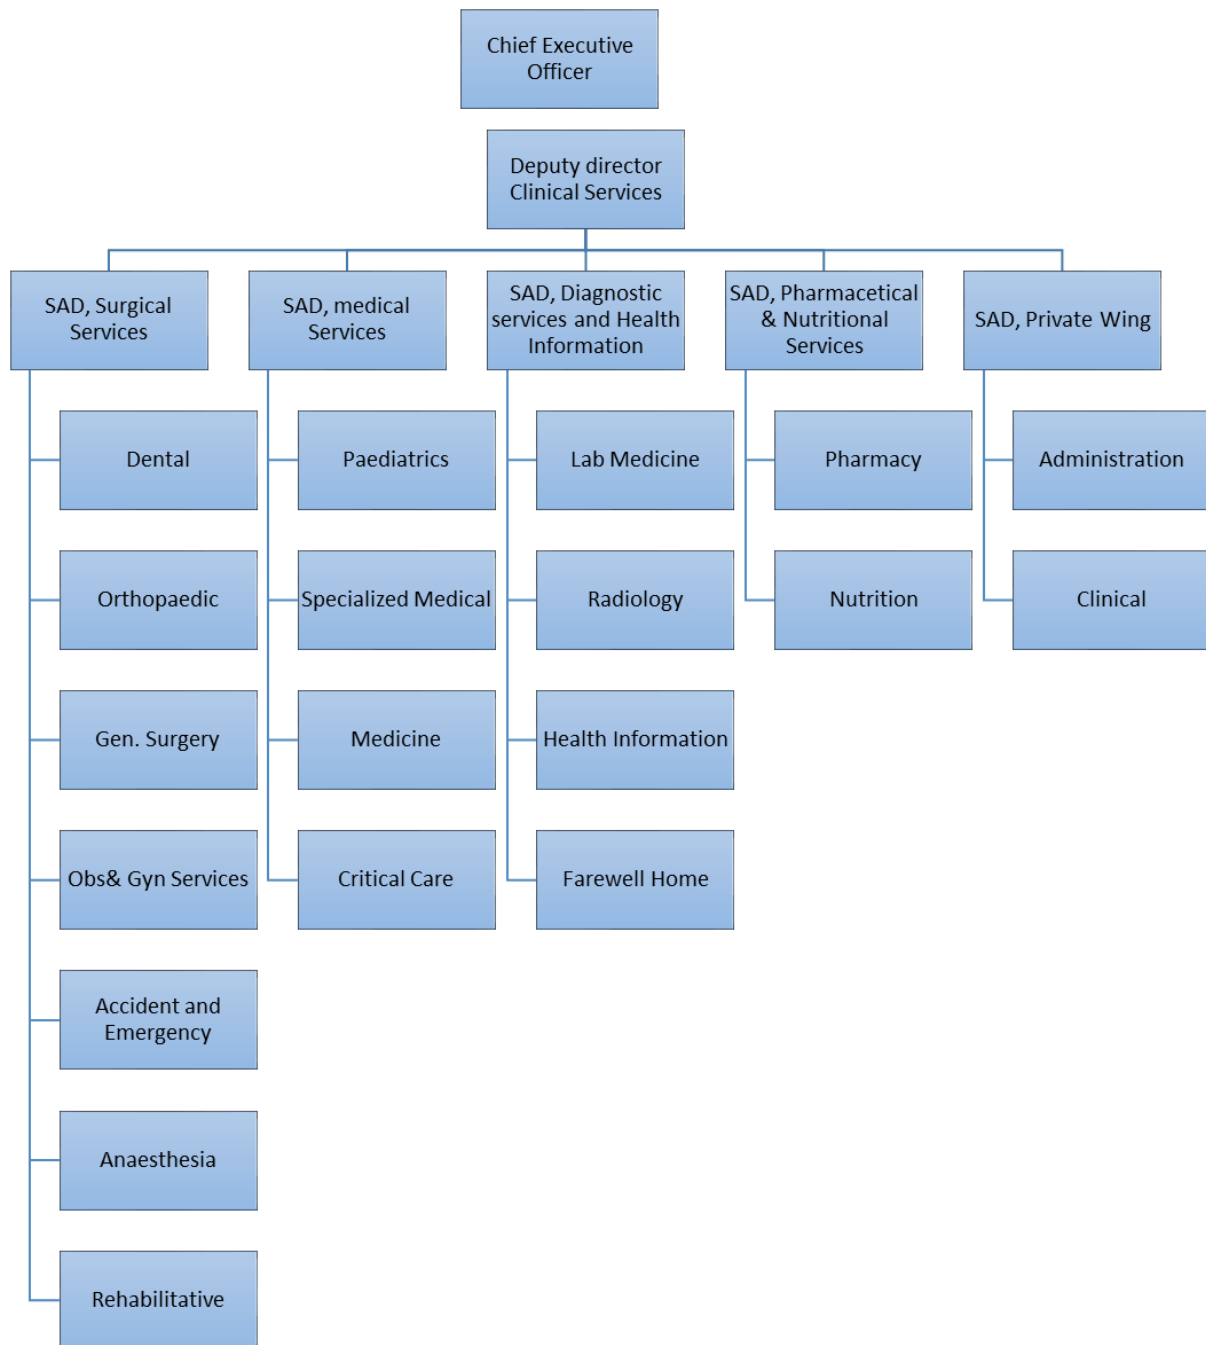 Chief Executive
Officer
Deputy director
Clinical Services
SAD, Surgical
Services
SAD, medical
Services
SAD, Diagnostic
services and Health
Information
SAD, Pharmacetical
& Nutritional
Services
SAD, Private Wing
Dental
Paediatrics
Lab Medicine
Pharmacy
Administration
Orthopaedic
Specialized Medical
Radiology
Nutrition
Clinical
Gen. Surgery
Medicine
Health Information
Obs& Gyn Services
Critical Care
Farewell Home
Accident and
Emergency
Anaesthesia
Rehabilitative